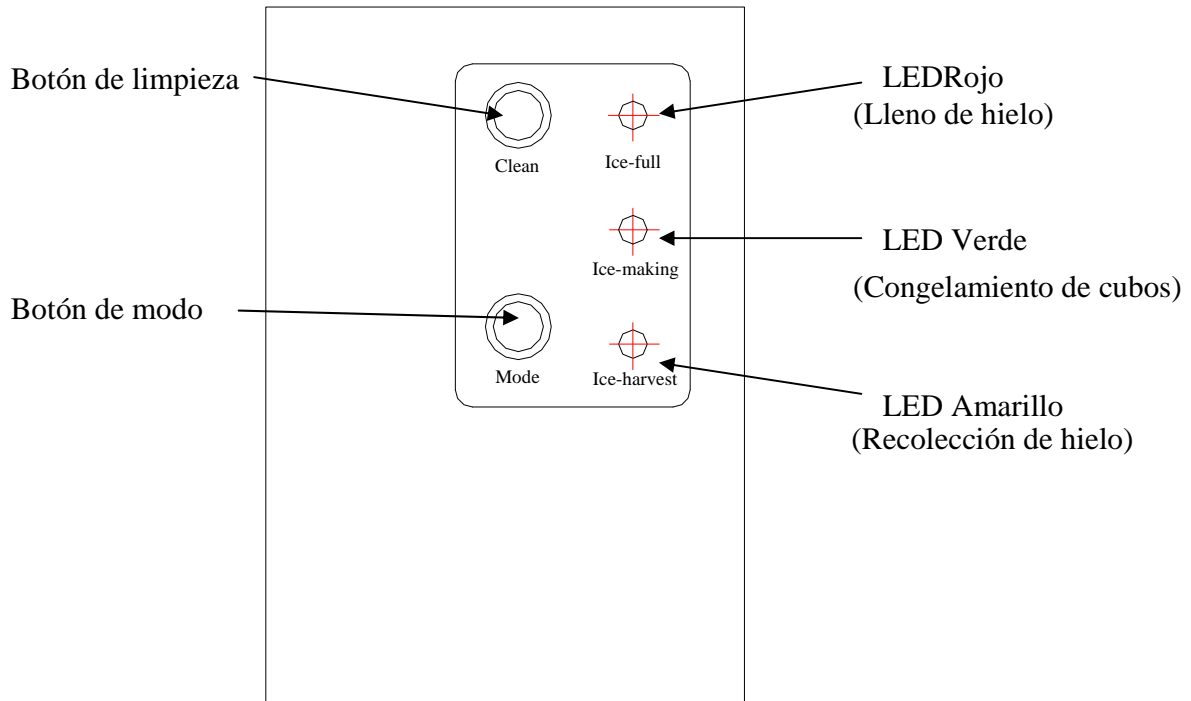 Botón de limpieza
LEDRojo
(Lleno de hielo)
Clean
Ice-full
LED Verde
Ice-making
(Congelamiento de cubos)
Botón de modo
Mode
Ice-harvest
LED Amarillo
(Recolección de hielo)